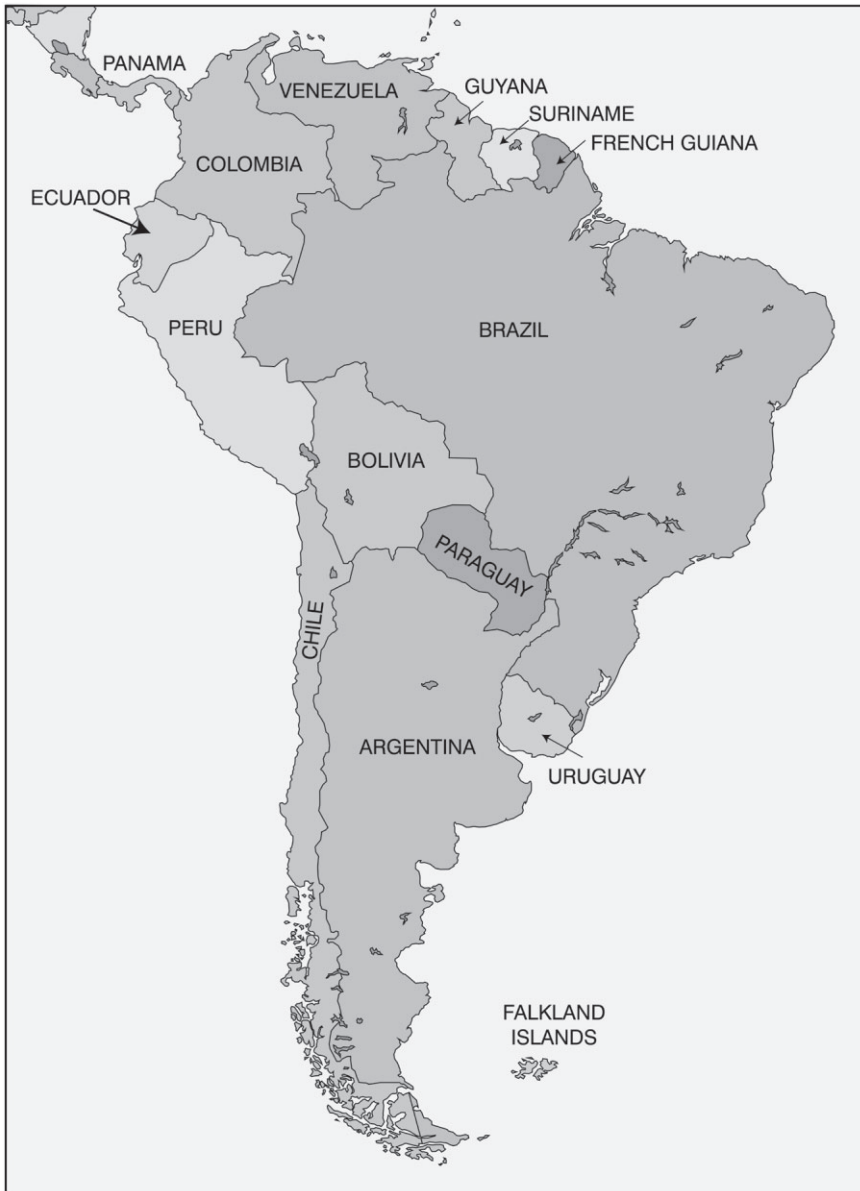 PANAMA
VENEZUELA
GUYANA
SURINAME
FRENCH GUIANA
COLOMBIA
ECUADOR
PERU
BRAZIL
BOLIVIA
PARAGUAY
CHILE
ARGENTINA
URUGUAY
FALKLAND
ISLANDS